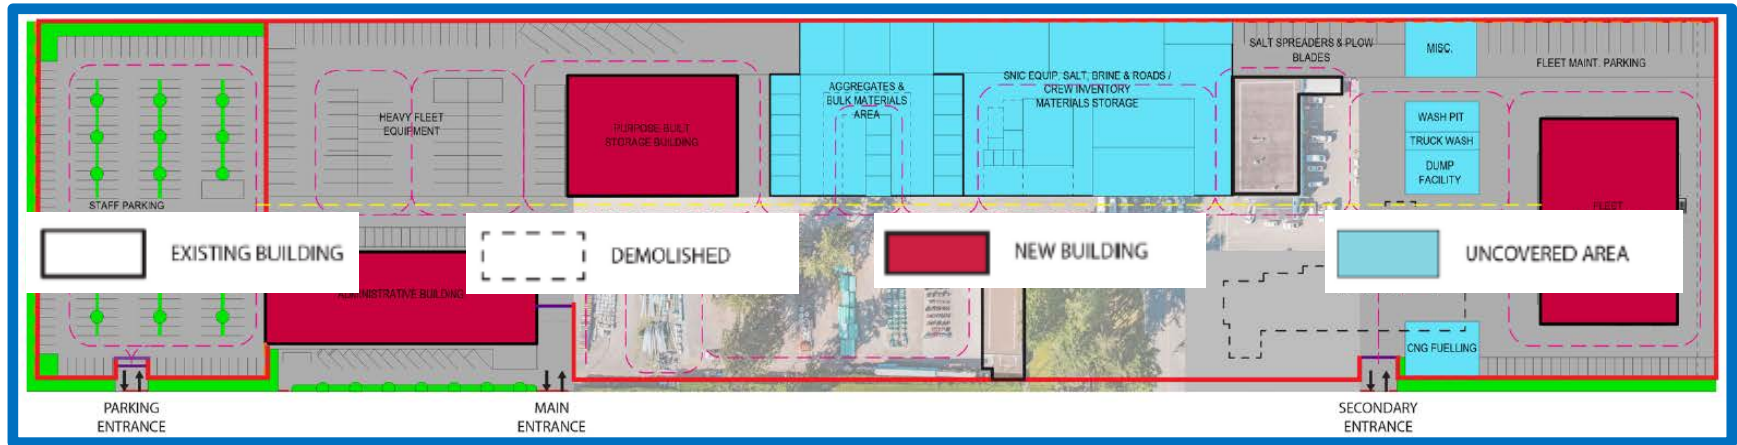 SALT SPREADERS & PLOW
BLADES
MISC.
FLEET MAINT. PARKING
SNIC EQUIP, SALT, BRINE & ROADS /
CREW INVENTORY
MATERIALS STORAGE
AGGREGATES &
BULK MATERIALS
AREA
HEAVY FLEET
EQUIPMENT
PURPOSE BUILT
STORAGE BUILDING
WASH PIT
TRUCK WASH
DUMP
FACILITY
STAFF PARKING
FLEET
EXISTING BUILDING
DEMOLISHED
NEW BUILDING
UNCOVERED AREA
ADMINISTRATIVE BUILDING
CNG FUELLING
PARKING
ENTRANCE
MAIN
ENTRANCE
SECONDARY
ENTRANCE